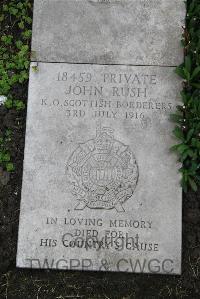 18459 PRIVATE
JOHN RUSH
K.O. SCOTTISH BORDERERS
3RD JULY 1916
IN LOVING MEMORY
DIED FOR
HIS COUNTRY'S CAUSE
TWGPP & CWGC